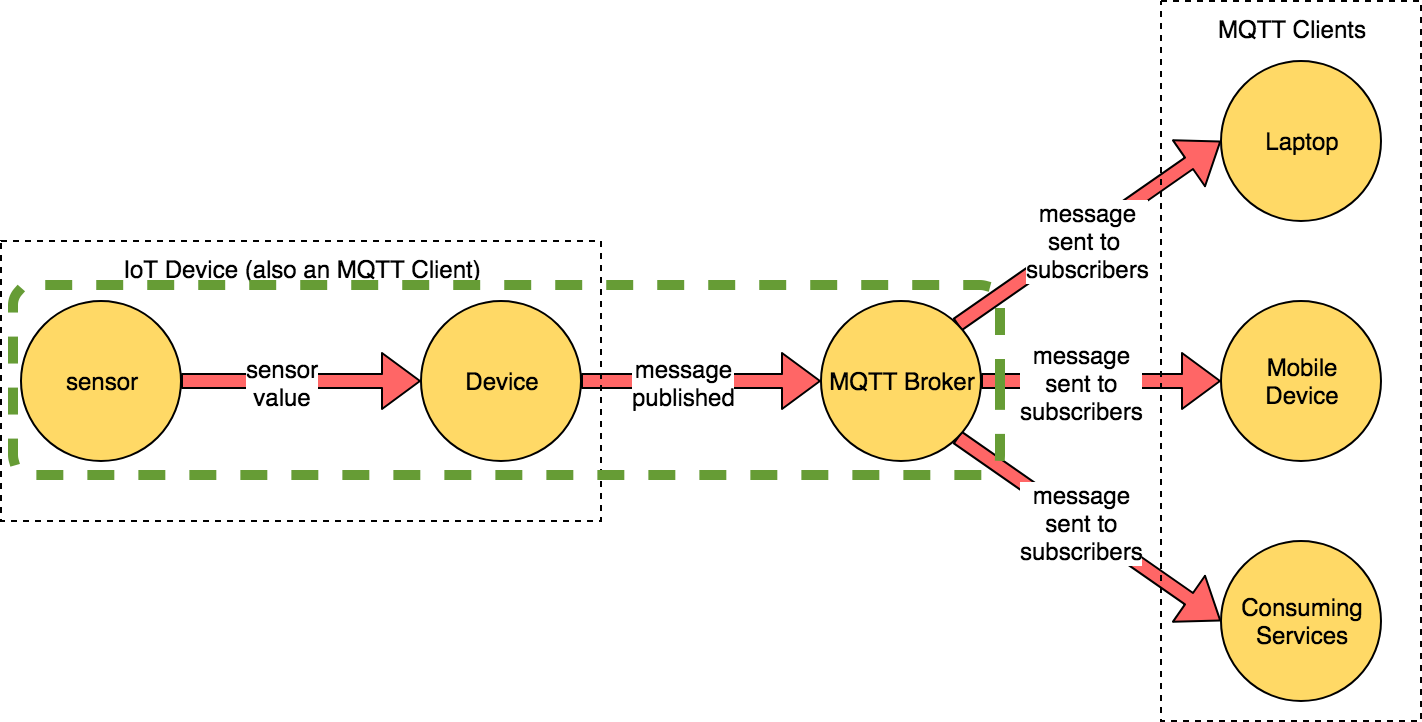 MQTT Clients
Laptop
message
sent to
subscribers
IoT Device (also an MQTT Client)
sensor
sensor
value
Device
message
published
MQTT Broker
message
sent to
subscribers
Mobile
Device
message
sent to
subscribers
Consuming
Services